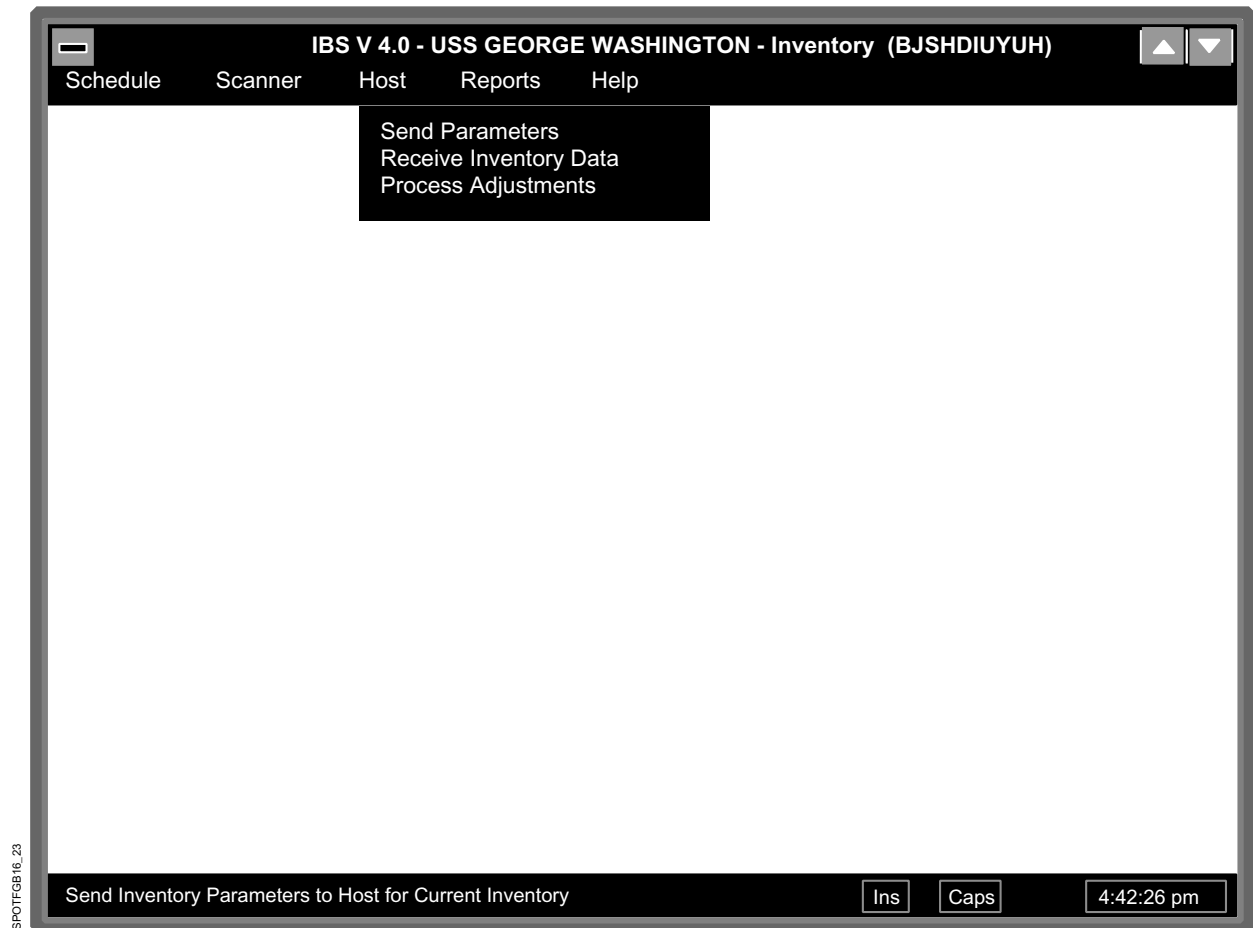 IBS V 4.0 - USS GEORGE WASHINGTON - Inventory (BJSHDIUYUH)
Schedule Scanner Host Reports Help
Send Parameters
Receive Inventory Data
Process Adjustments
Send Inventory Parameters to Host for Current Inventory Ins Caps 4:42:26 pm
SPOTFGB16_23